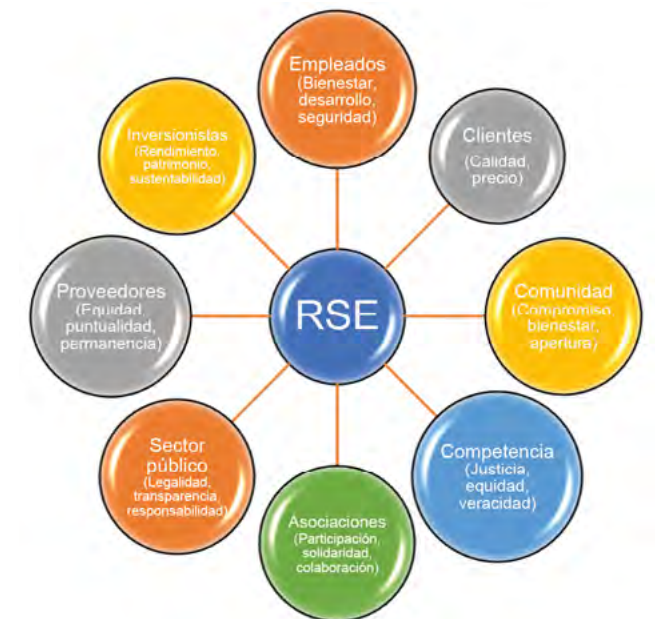 Empleados
(Bienestar,
desarrollo,
seguridad)
Clientes
(Calidad,
precio)
Comunidad
(Compromiso
bienestar,
apertura)
Competencia
(Justicia,
equidad,
veracidad)
Asociaciones
(Participación,
solidaridad,
colaboración)
Sector
público
(Legalidad,
transparencia,
responsabilidad)
Proveedores
(Equidad
puntualidad,
permanencia)
Inversionistas
(Rendimiento,
patrimonio,
sustentabilidad)
RSE